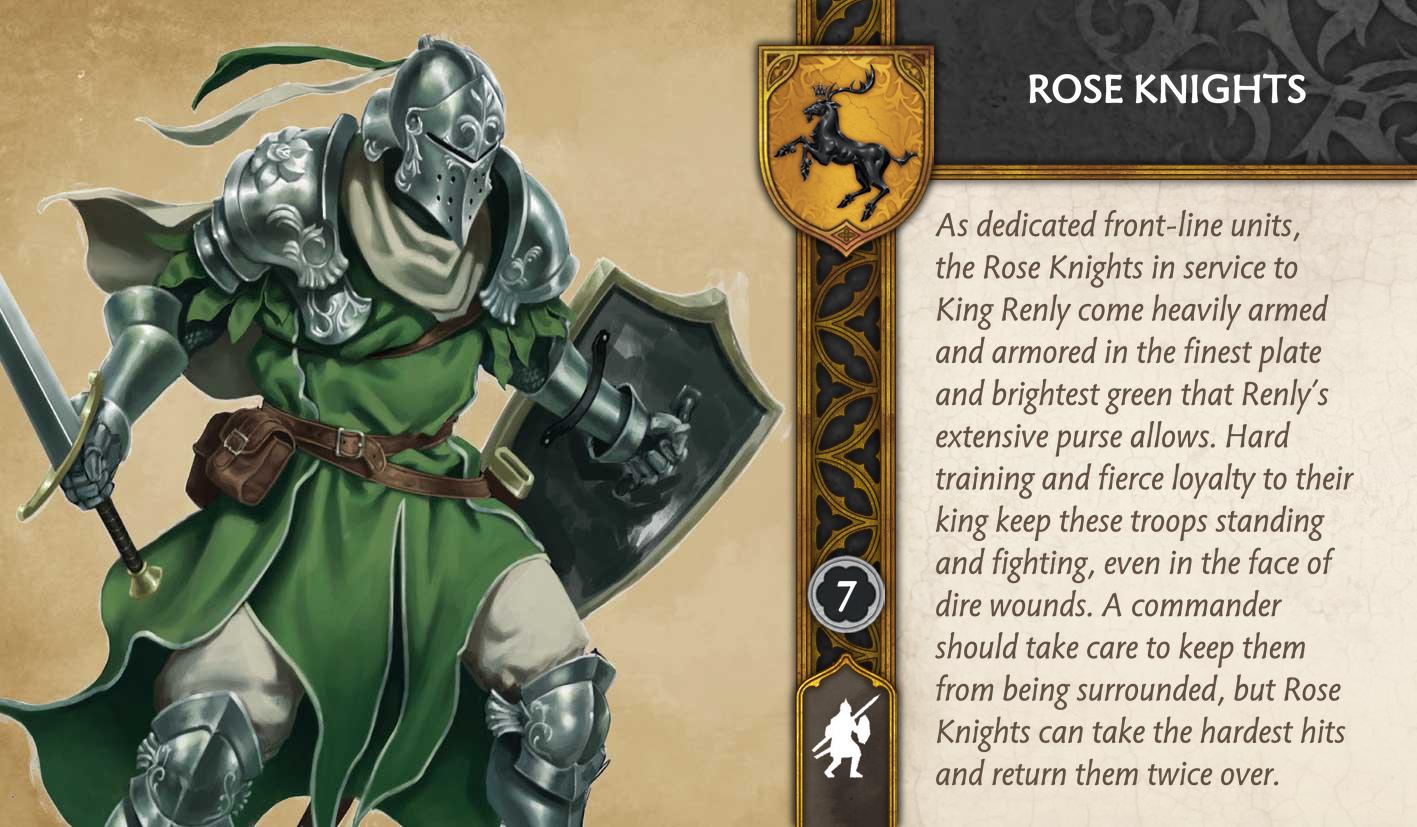 ROSE KNIGHTS
As dedicated front-line units,
the Rose Knights in service to
King Renly come heavily armed
and armored in the finest plate
and brightest green that Renly's
extensive purse allows. Hard
training and fierce loyalty to their
king keep these troops standing
and fighting, even in the face of
dire wounds. A commander
should take care to keep them
from being surrounded, but Rose
Knights can take the hardest hits
and return them twice over.
7